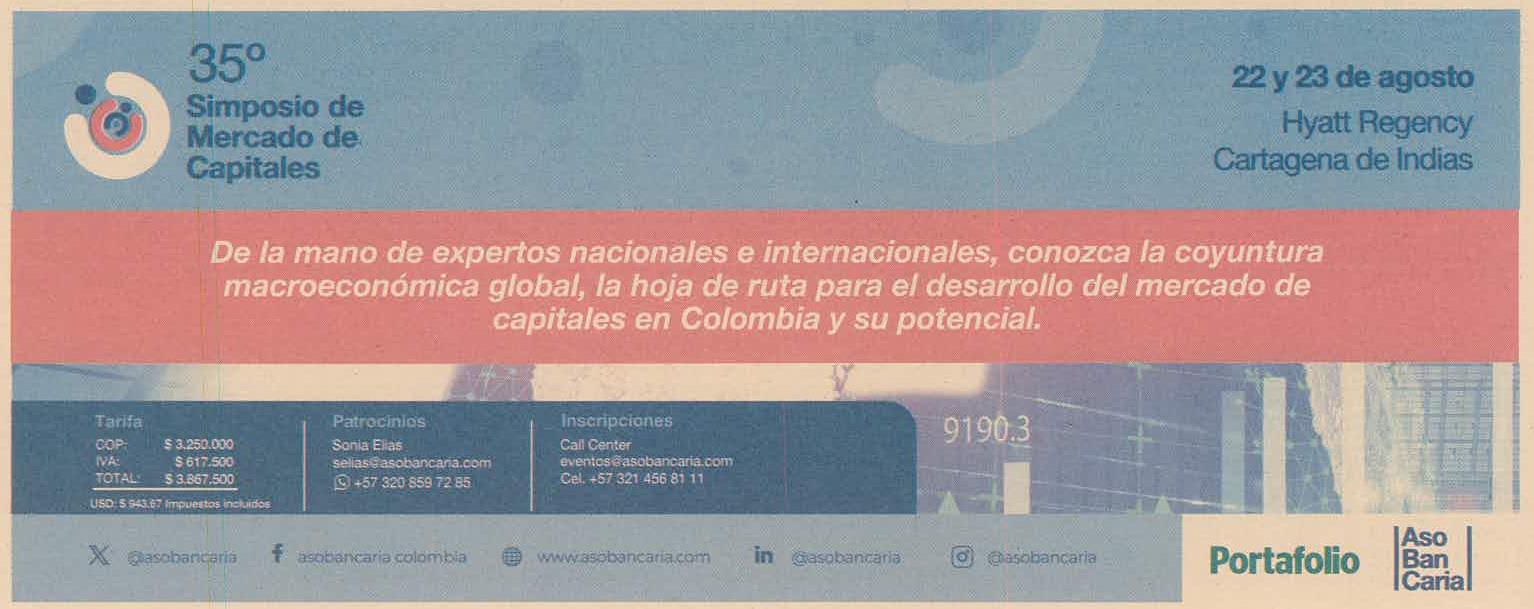 35º
Simposio de
Mercado de
Capitales
22 y 23 de agosto
Hyatt Regency
Cartagena de Indias
De la mano de expertos nacionales e internacionales, conozca la coyuntura
macroeconómica global, la hoja de ruta para el desarrollo del mercado de
capitales en Colombia y su potencial.
Tarifa
COP: $ 3.250.000
IVA: $ 617.500
TOTAL: $ 3.867.500
USD: $ 943.67 Impuestos incluidos
Patrocinios
Sonia Elias
selias@asobancaria.com
+57 320 859 72 85
Inscripciones
Call Center
eventos@asobancaria.com
Cel. +57 321 456 81 11
9190.3
@asobancaria
asobancaria colombia
www.asobancaria.com
@asobancaria
@asobancaria
Portafolio
Aso
Ban
Caria